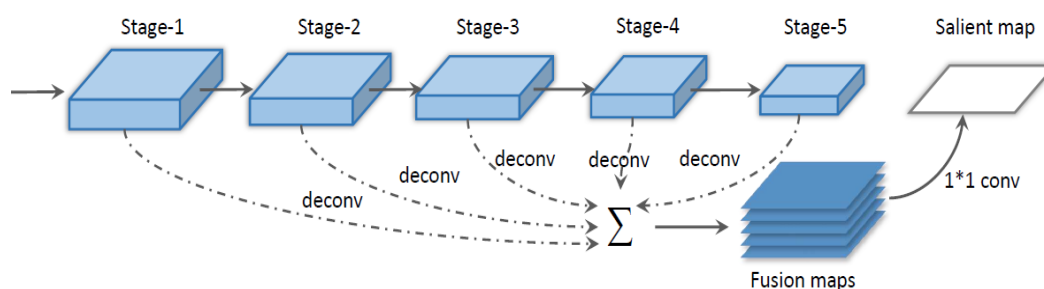 Stage-1
Stage-2
Stage-3
Stage-4
Stage-5
Salient map
deconv
deconv
deconv
deconv
deconv
1*1 conv
∑
Fusion maps